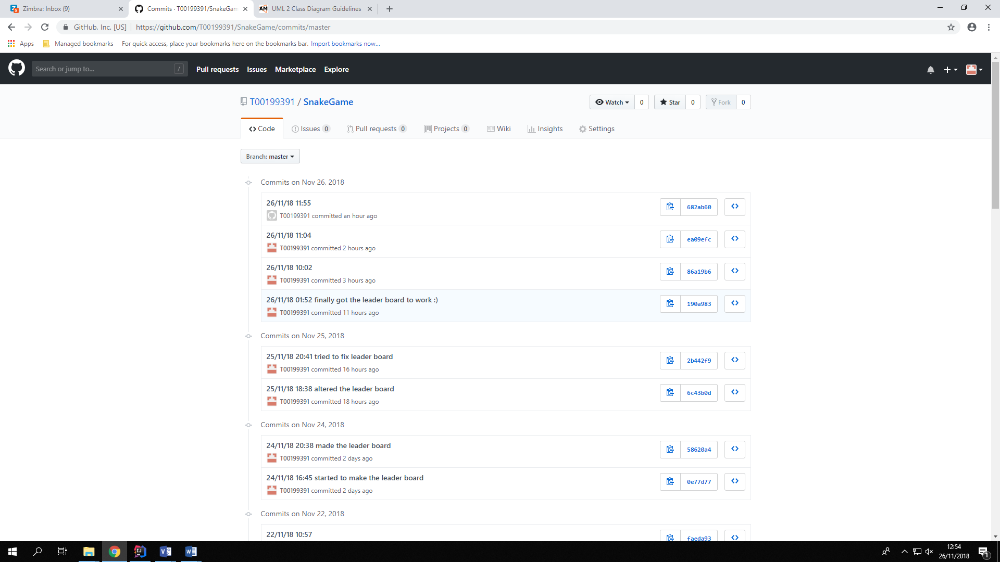 Zimbra: Inbox (9)
Commits · T00199391/SnakeGam
AM UML 2 Class Diagram Guidelines
GitHub, Inc. [US] https://github.com/T00199391/SnakeGame/commits/master
Apps Managed bookmarks For quick access, place your bookmarks here on the bookmarks bar. Import bookmarks now...
Search or jump to... / Pull requests Issues Marketplace Explore
T00199391 / SnakeGame Watch 0 Star 0 Fork 0
Code Issues 0 Pull requests 0 Projects 0 Wiki Insights Settings
Branch: master
Commits on Nov 26, 2018
26/11/18 11:55
T00199391 committed an hour ago
682ab60
26/11/18 11:04
T00199391 committed 2 hours ago
ea09efc
26/11/18 10:02
T00199391 committed 3 hours ago
86a19b6
26/11/18 01:52 finally got the leader board to work :)
T00199391 committed 11 hours ago
190a983
Commits on Nov 25, 2018
25/11/18 20:41 tried to fix leader board
T00199391 committed 16 hours ago
2b442f9
25/11/18 18:38 altered the leader board
T00199391 committed 18 hours ago
6c43b0d
Commits on Nov 24, 2018
24/11/18 20:38 made the leader board
T00199391 committed 2 days ago
58620a4
24/11/18 16:45 started to make the leader board
T00199391 committed 2 days ago
0e77d77
Commits on Nov 22, 2018
22/11/18 10:57
faeda93
12:54
26/11/2018
1